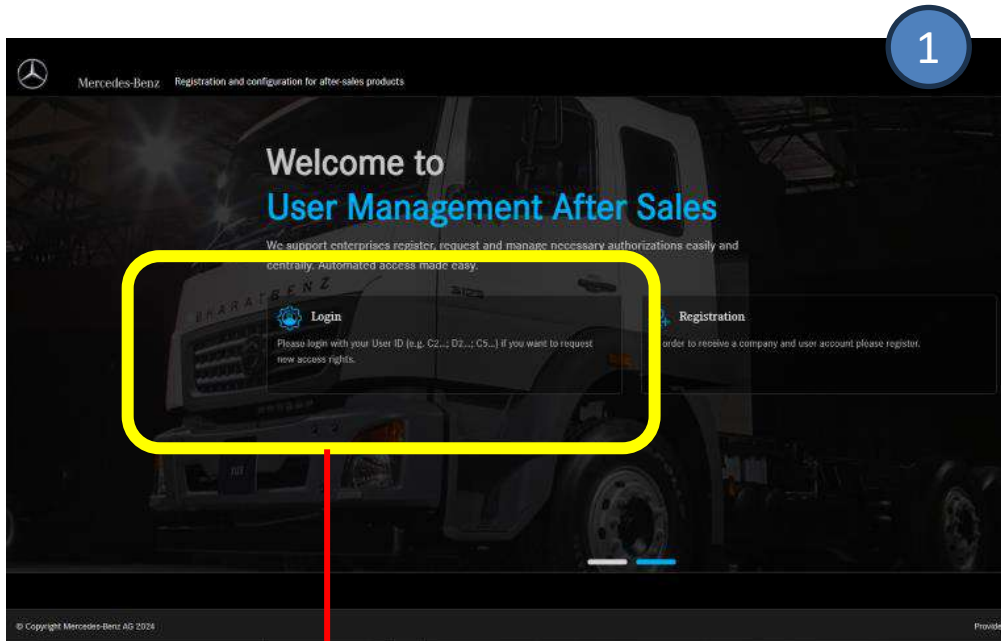 1
Mercedes-Benz Registration and configuration for after-sales products
Welcome to
User Management After Sales
We support enterprises register, request and manage necessary authorizations easily and
centrally. Automated access made easy.
BHARATBENZ
3123
Login
Please login with your User ID (e.g. C2...; D2...; C5...) if you want to request
new access rights.
Registration
order to receive a company and user account please register.
© Copyright Mercedes-Benz AG 2024
Provide